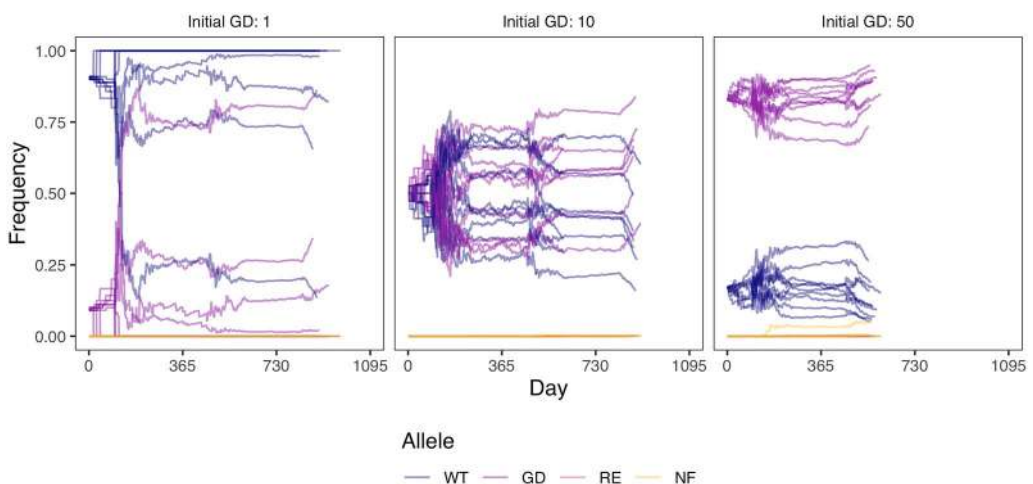 Initial GD: 1
Initial GD: 10
Initial GD: 50
Frequency
1.00
0.75
0.50
0.25
0.00
0 365 730 1095
0 365 730 1095
0 365 730 1095
Day
Allele
WT GD RE NF